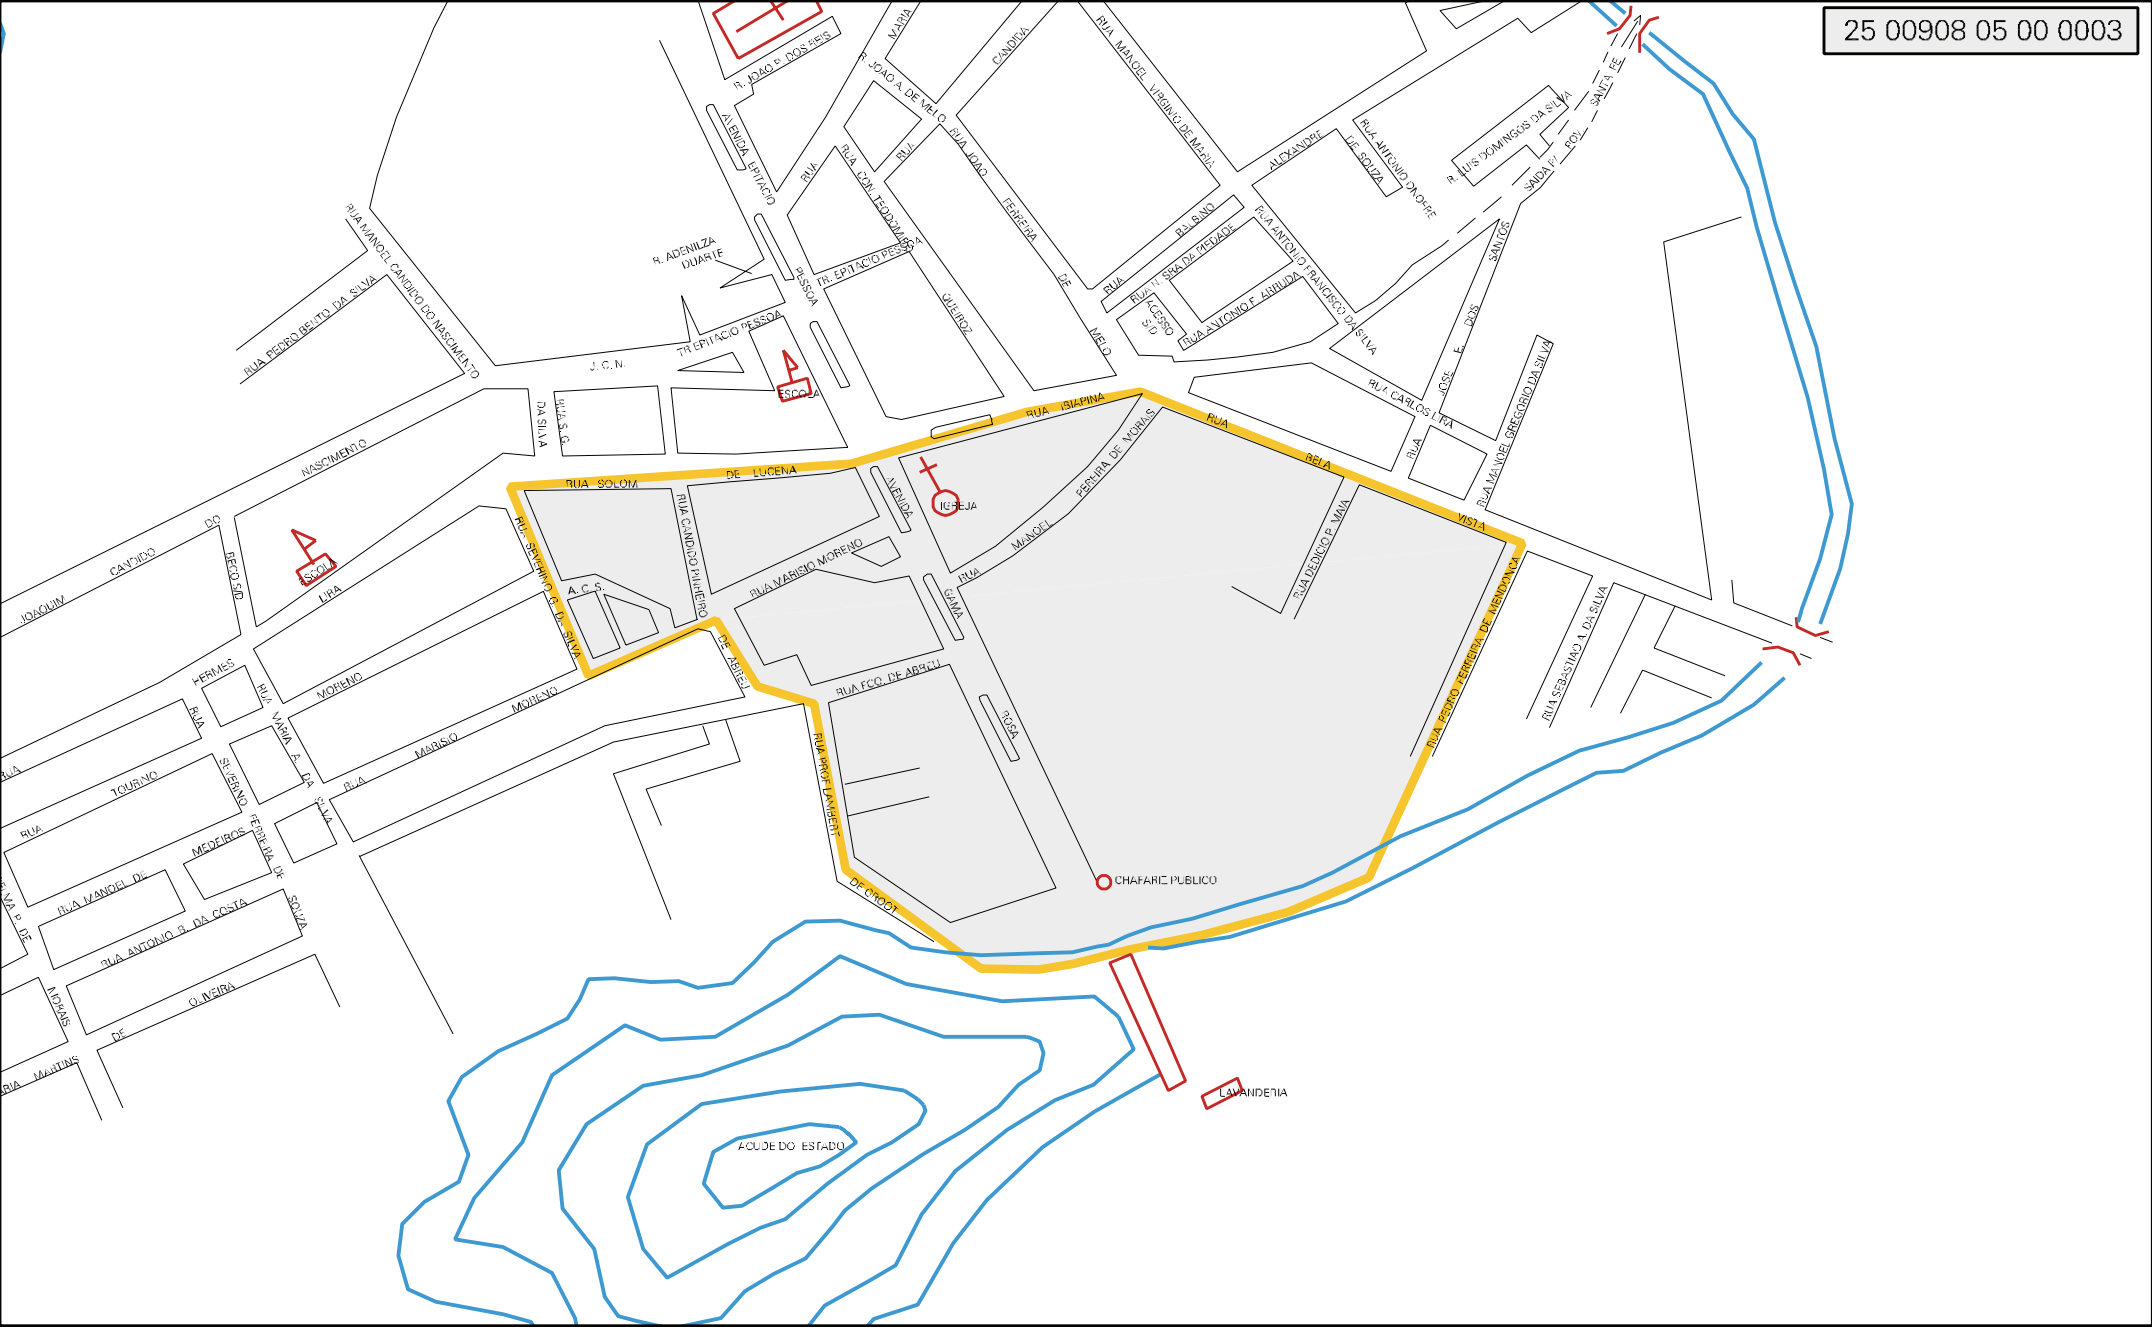 25 00908 05 00 0003
R. JOAO P. DOS REIS
MARIA
R. JOAO A. DE MELO
CANDIDA
RUA MANOEL VIRGINIO DE MARIA
AVENIDA EPITACIO
PESSOA
RUA
RUA
RUA CON. TEODOMIRO
QUEIROZ
RUA JOAO FERREIRA DE MELO
ALEXANDRE
DE SOUZA
RUA ANTONIO ONOFRE
R. LUIS DOMINGOS DA SILVA
SAIDA P/ POV. SANTA FE
RUA MANOEL CANDIDO DO NASCIMENTO
RUA PEDRO BENTO DA SILVA
R. ADENILZA
DUARTE
TR. EPITACIO PESSOA
TR EPITACIO PESSOA
J. C. N.
ESCOLA
RUA BALBINO
RUA N. SRA DA PIEDADE
ACESSO
S/D
RUA ANTONIO F. ARRUDA
RUA ANTONIO FRANCISCO DA SILVA
RUA JOSE E. DOS SANTOS
RUA CARLOS LIRA
RUA MANOEL GREGORIO DA SILVA
DA SILVA
RUA S. G.
RUA IBIAPINA
RUA BELA VISTA
RUA SOLOM DE LUCENA
JOAQUIM CANDIDO DO NASCIMENTO
BECO S/D
ESCOLA
LIRA
RUA SEVERINO G. DA SILVA
A. C. S.
RUA CANDIDO PINHEIRO
RUA MARISIO MORENO
AVENIDA
GAMA
ROSA
IGREJA
RUA MANOEL PEREIRA DE MORAIS
RUA DEDICIO P. MAIA
RUA PEDRO FERREIRA DE MENDONCA
RUA SEBASTIAO A. DA SILVA
HERMES
MORENO
RUA MARISIO MORENO
DE ABREU
RUA FCO. DE ABREU
RUA PROF LAMBERT
DE GROOT
RUA MARIA A. DA SILVA
RUA SEVERINO FERREIRA DE SOUZA
RUA
TOURINO
RUA
MEDEIROS
RUA MANOEL DE
RUA ANTONIO B. DA COSTA
OLIVEIRA
DE
MARTINS
MORAIS
CHAFARIZ PUBLICO
LAVANDERIA
ACUDE DO ESTADO